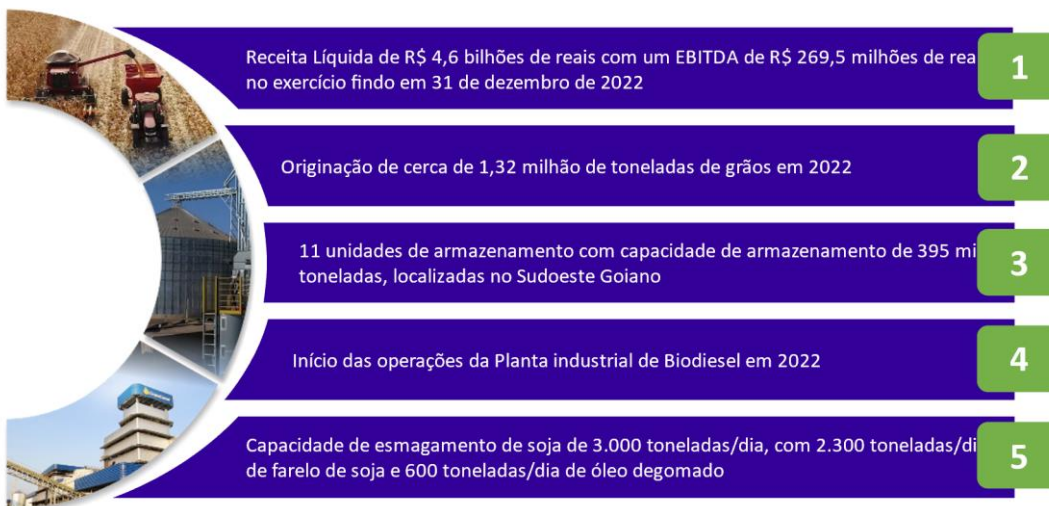 Receita Líquida de R$ 4,6 bilhões de reais com um EBITDA de R$ 269,5 milhões de rea
1
no exercício findo em 31 de dezembro de 2022
Originação de cerca de 1,32 milhão de toneladas de grãos em 2022
2
11 unidades de armazenamento com capacidade de armazenamento de 395 mi
3
toneladas, localizadas no Sudoeste Goiano
Início das operações da Planta industrial de Biodiesel em 2022
4
Capacidade de esmagamento de soja de 3.000 toneladas/dia, com 2.300 toneladas/di
5
de farelo de soja e 600 toneladas/dia de óleo degomado